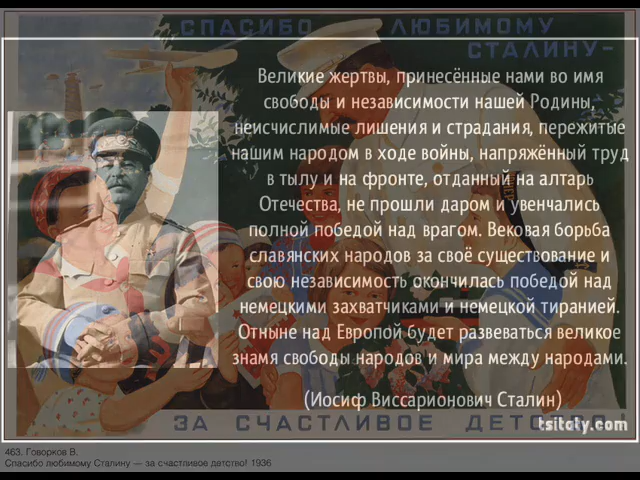 СПАСИБО ЛЮБИМОМУ
СТАЛИНУ-
Великие жертвы, принесённые нами во имя
свободы и независимости нашей Родины,
неисчислимые лишения и страдания, пережитые
нашим народом в ходе войны, напряжённый труд
в тылу и на фронте, отданный на алтарь
Отечества, не прошли даром и увенчались
полной победой над врагом. Вековая борьба
славянских народов за своё существование и
свою независимость окончилась победой над
немецкими захватчиками и немецкой тиранией.
Отныне над Европой будет развеваться великое
знамя свободы народов и мира между народами.
(Иосиф Виссарионович Сталин)
ЗА СЧАСТЛИВОЕ ДЕТСТВО!
tsitaty.com
463. Говорков В.
Спасибо любимому Сталину — за счастливое детство! 1936